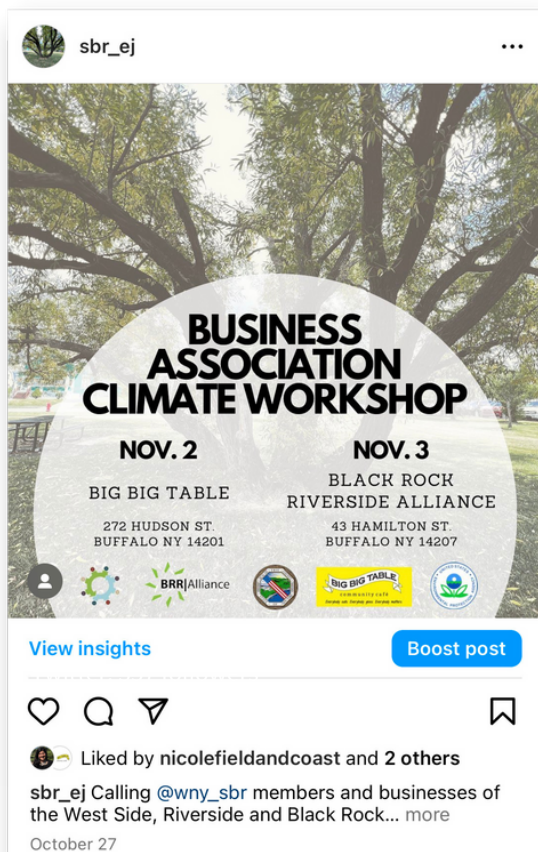 sbr_ej
BUSINESS
ASSOCIATION
CLIMATE WORKSHOP
NOV. 2
BIG BIG TABLE
272 HUDSON ST.
BUFFALO NY 14201
NOV. 3
BLACK ROCK
RIVERSIDE ALLIANCE
43 HAMILTON ST.
BUFFALO NY 14207
BRR|Alliance
BIG BIG TABLE
community café
View insights
Boost post
Liked by nicolefieldandcoast and 2 others
sbr_ej Calling @wny_sbr members and businesses of
the West Side, Riverside and Black Rock... more
October 27